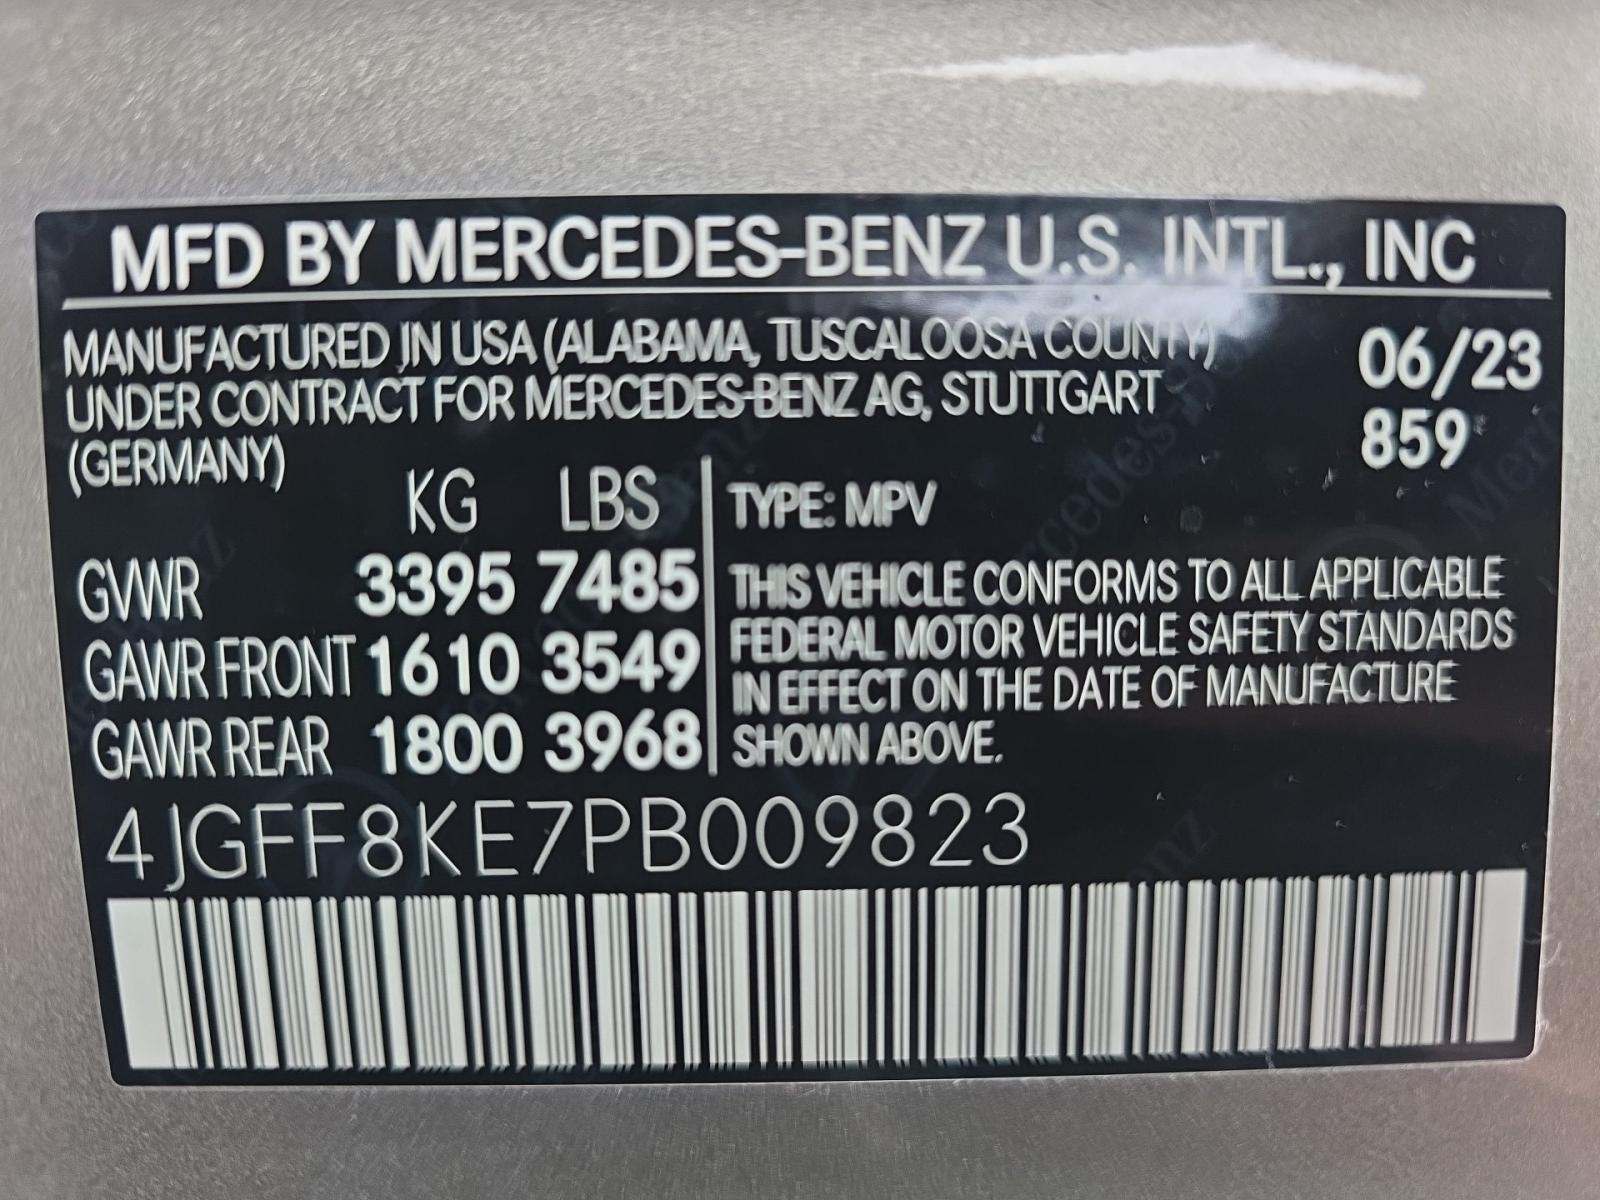 MFD BY MERCEDES-BENZ U.S. INTL., INC
MANUFACTURED IN USA (ALABAMA, TUSCALOOSA COUNTY)
UNDER CONTRACT FOR MERCEDES-BENZ AG, STUTTGART
(GERMANY)
06/23
859
KG LBS
GVWR 3395 7485
GAWR FRONT 1610 3549
GAWR REAR 1800 3968
TYPE: MPV
THIS VEHICLE CONFORMS TO ALL APPLICABLE
FEDERAL MOTOR VEHICLE SAFETY STANDARDS
IN EFFECT ON THE DATE OF MANUFACTURE
SHOWN ABOVE.
4JGFF8KE7PB009823